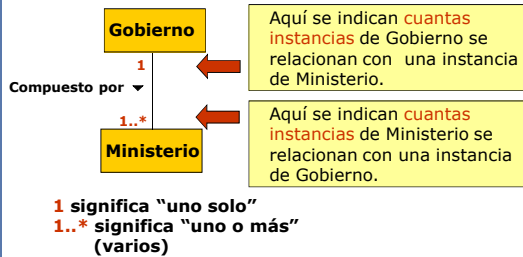 Gobierno
1
Compuesto por
1..*
Ministerio
Aquí se indican cuantas
instancias de Gobierno se
relacionan con una instancia
de Ministerio.
Aquí se indican cuantas
instancias de Ministerio se
relacionan con una instancia
de Gobierno.
1 significa “uno solo”
1..* significa “uno o más”
(varios)